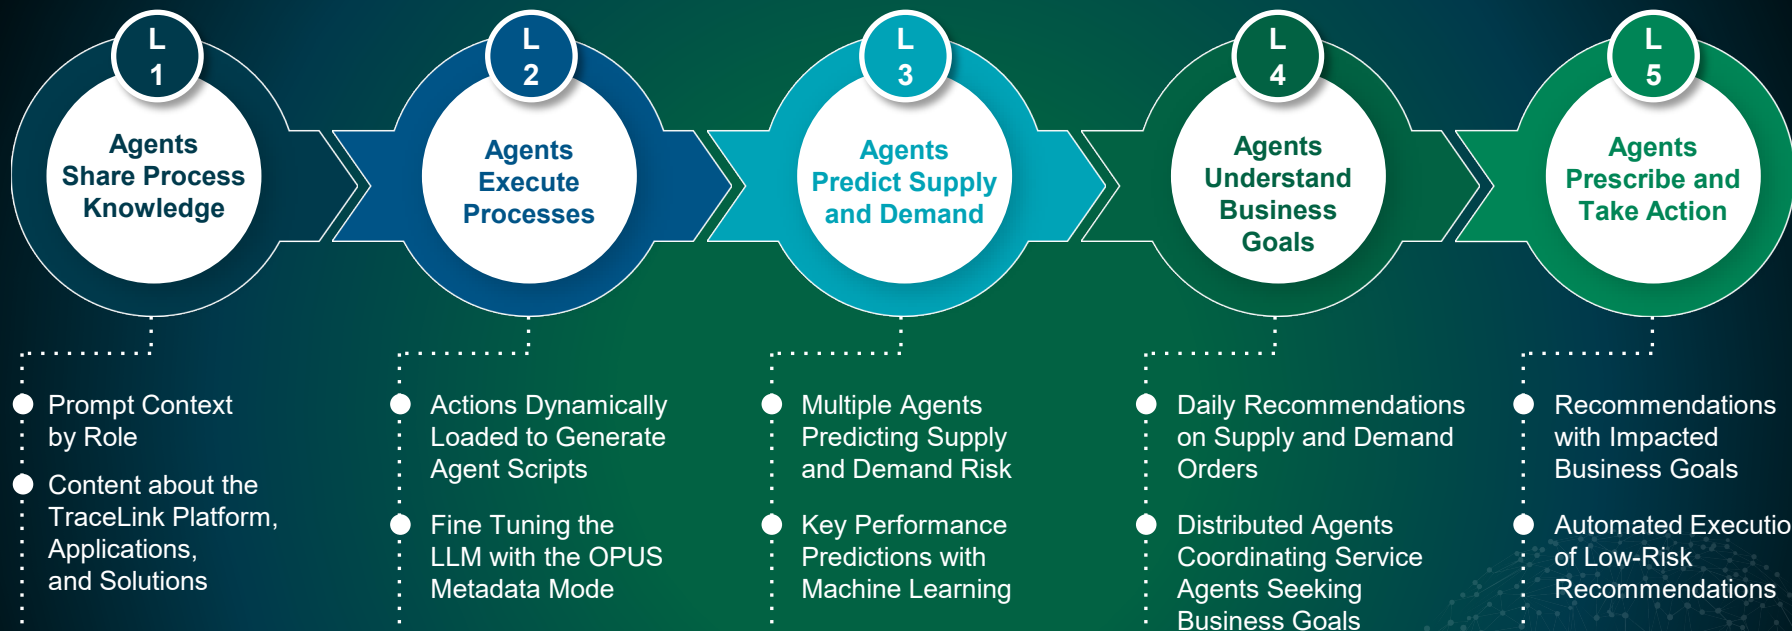 L
1
Agents
Share Process
Knowledge
Prompt Context
by Role
Content about the
TraceLink Platform,
Applications,
and Solutions
L
2
Agents
Execute
Processes
Actions Dynamically
Loaded to Generate
Agent Scripts
Fine Tuning the
LLM with the OPUS
Metadata Mode
L
3
Agents
Predict Supply
and Demand
Multiple Agents
Predicting Supply
and Demand Risk
Key Performance
Predictions with
Machine Learning
L
4
Agents
Understand
Business
Goals
Daily Recommendations
on Supply and Demand
Orders
Distributed Agents
Coordinating Service
Agents Seeking
Business Goals
L
5
Agents
Prescribe and
Take Action
Recommendations
with Impacted
Business Goals
Automated Executio
of Low-Risk
Recommendations